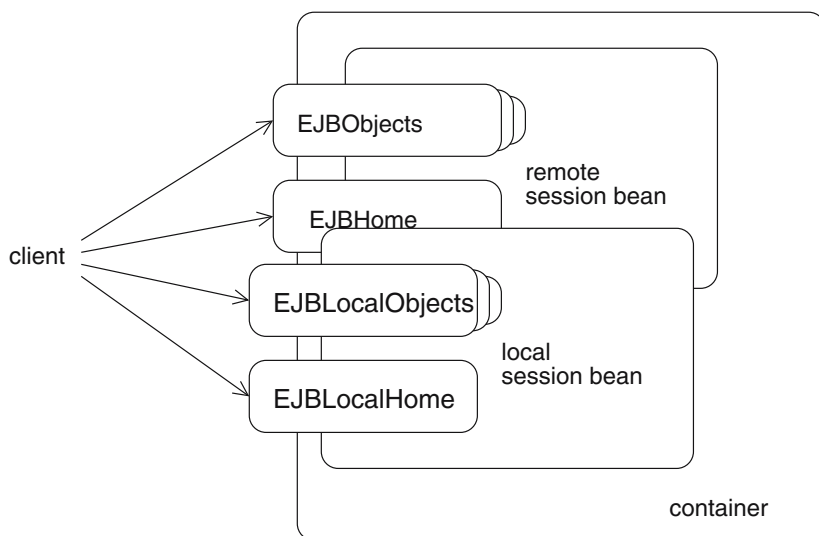 EJBObjects
remote
session bean
EJBHome
client
EJBLocalObjects
local
session bean
EJBLocalHome
container